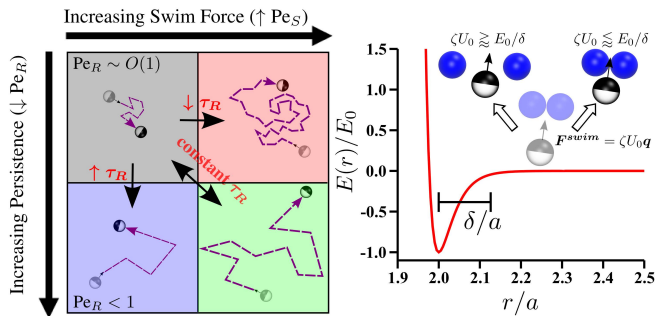 Increasing Swim Force (↑ Pe_S)
Increasing Persistence (↓ Pe_R)
Pe_R ∼ O(1)
↓ τ_R
constant τ_R
↑ τ_R
Pe_R < 1
E(r)/E_0
1.5
1.0
0.5
0.0
-0.5
-1.0
1.9 2.0 2.1 2.2 2.3 2.4 2.5
r/a
δ/a
ζU_0 ⪆ E_0/δ
ζU_0 ≦ E_0/δ
F^swim = ζU_0 q